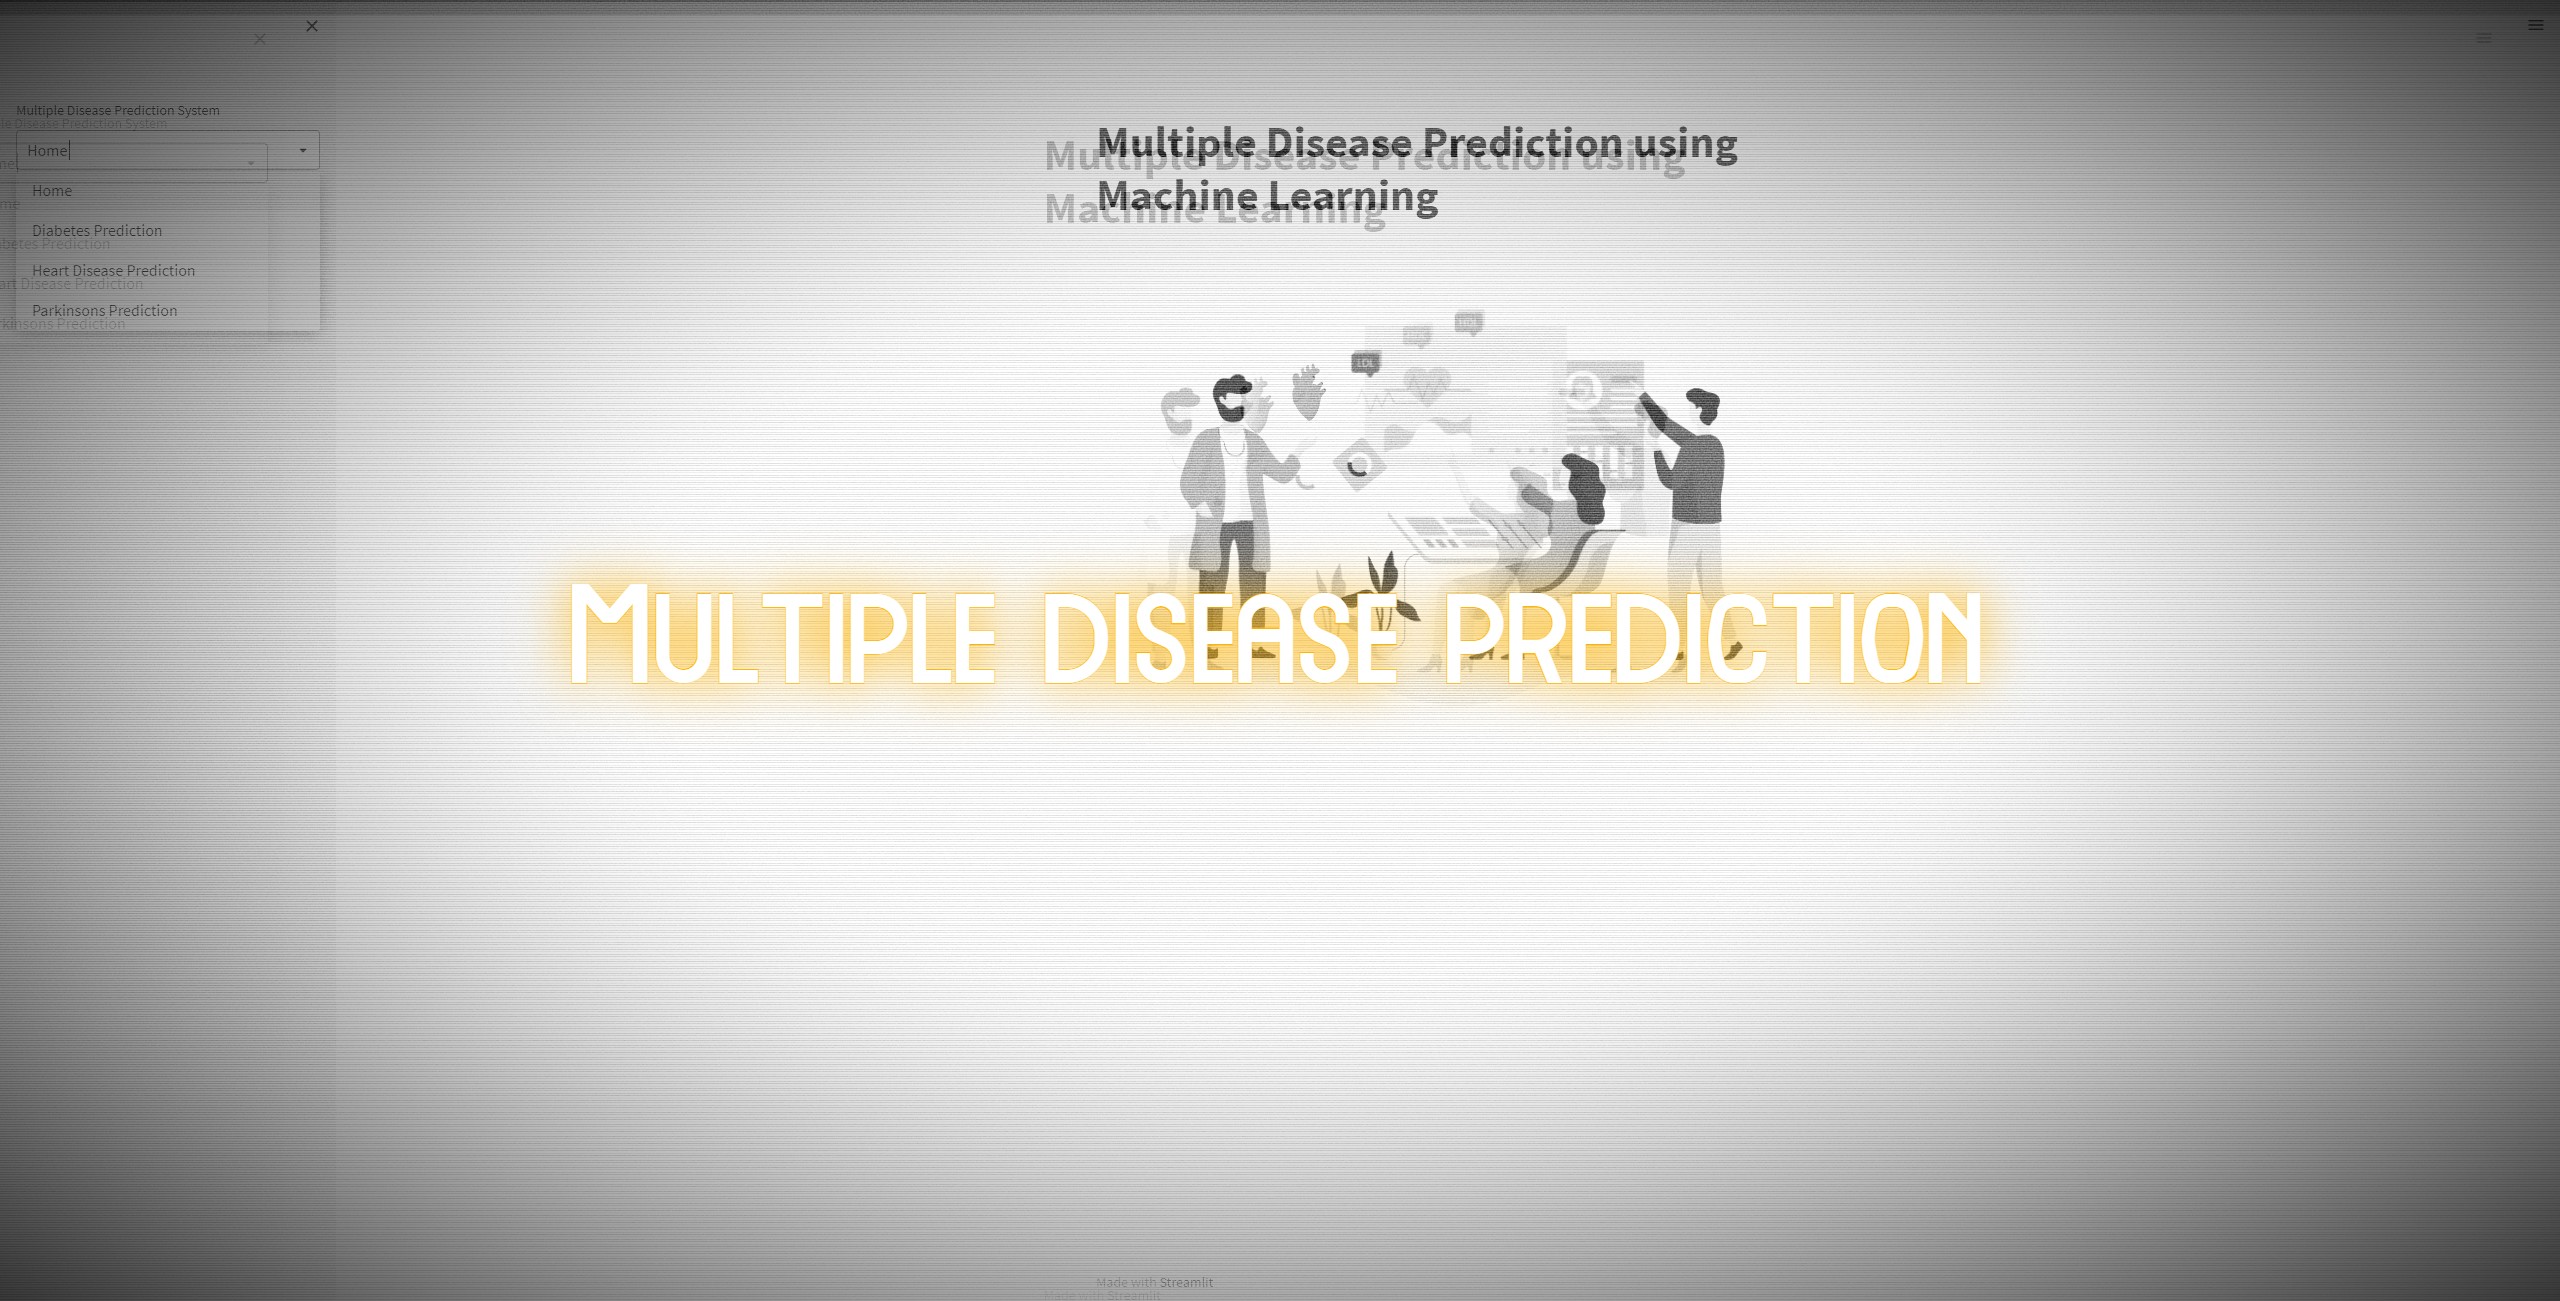 Multiple Disease Prediction System
Home
Home
Diabetes Prediction
Heart Disease Prediction
Parkinsons Prediction
Multiple Disease Prediction using
Machine Learning
LDL
Multiple disease prediction
Made with Streamlit